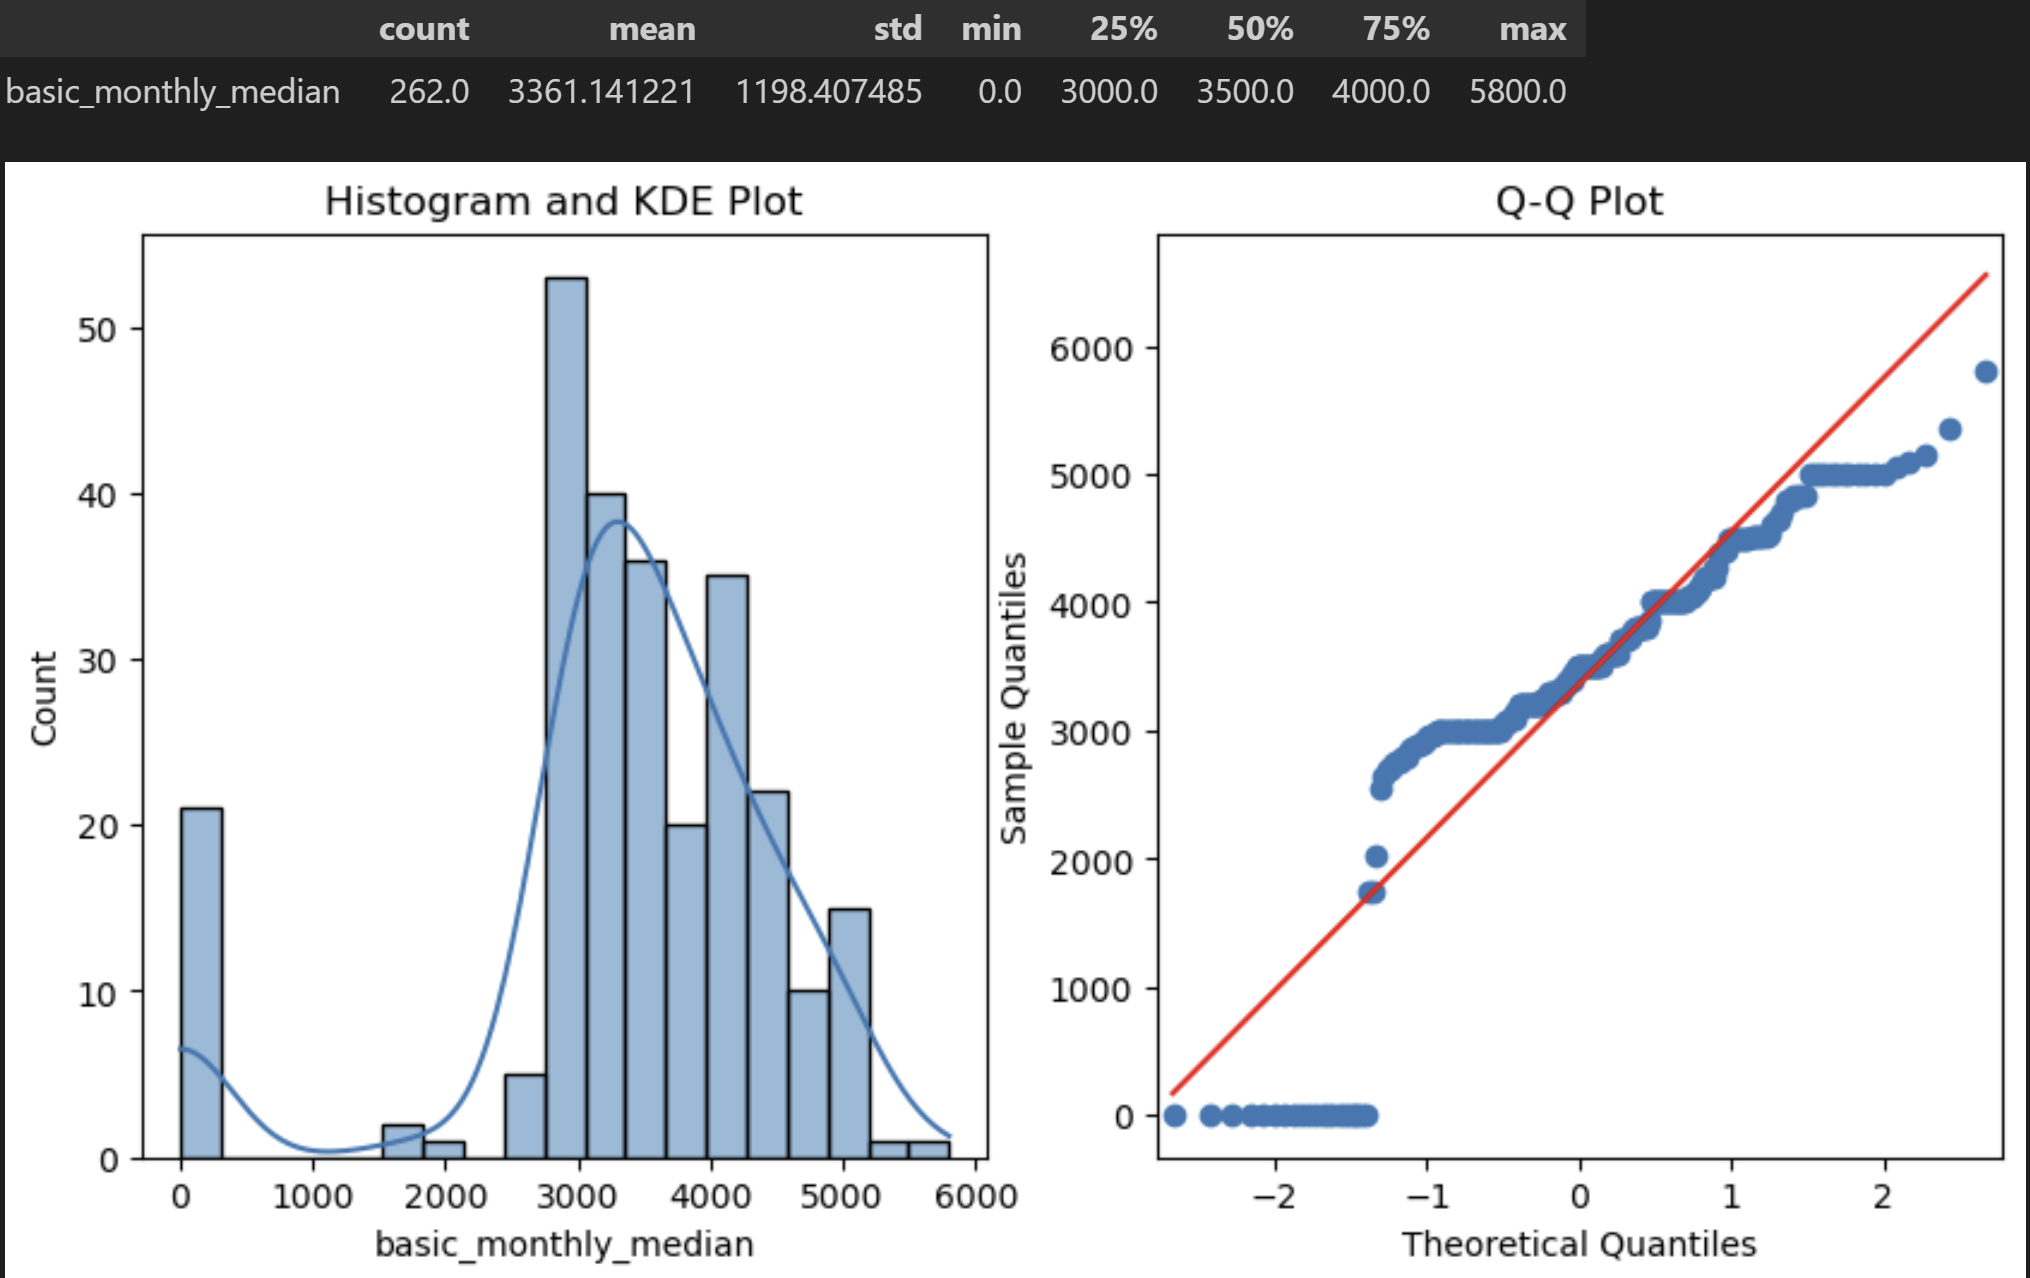 count mean std min 25% 50% 75% max
basic_monthly_median 262.0 3361.141221 1198.407485 0.0 3000.0 3500.0 4000.0 5800.0
Histogram and KDE Plot
Count
50
40
30
20
10
0
0 1000 2000 3000 4000 5000 6000
basic_monthly_median
Q-Q Plot
Sample Quantiles
6000
5000
4000
3000
2000
1000
0
−2 −1 0 1 2
Theoretical Quantiles